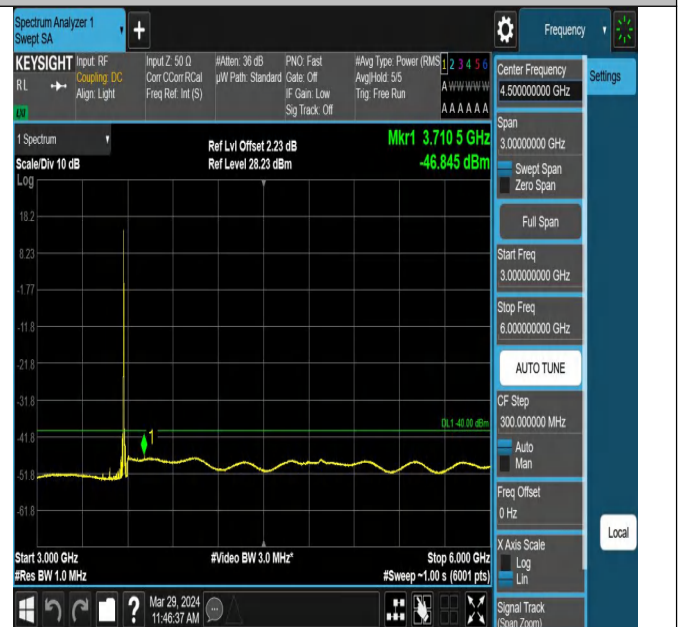 Spectrum Analyzer 1
Swept SA
+
Frequency
KEYSIGHT
RL
LXI
Input: RF
Coupling: DC
Align: Light
Input Z: 50 Ω
Corr CCorr RCal
Freq Ref: Int (S)
#Atten: 36 dB
µW Path: Standard
PNO: Fast
Gate: Off
IF Gain: Low
Sig Track: Off
#Avg Type: Power (RMS
Avg|Hold: 5/5
Trig: Free Run
1 2 3 4 5 6
A W W W W W
A A A A A A
1 Spectrum
Scale/Div 10 dB
Log
Ref Lvl Offset 2.23 dB
Ref Level 28.23 dBm
Mkr1 3.710 5 GHz
-46.845 dBm
18.2
8.23
-1.77
-11.8
-21.8
-31.8
-41.8
-51.8
-61.8
DL1 -40.00 dBm
1
Start 3.000 GHz
#Res BW 1.0 MHz
#Video BW 3.0 MHz*
Stop 6.000 GHz
#Sweep ~1.00 s (6001 pts)
Center Frequency
4.500000000 GHz
Settings
Span
3.00000000 GHz
Swept Span
Zero Span
Full Span
Start Freq
3.000000000 GHz
Stop Freq
6.000000000 GHz
AUTO TUNE
CF Step
300.000000 MHz
Auto
Man
Freq Offset
0 Hz
X Axis Scale
Log
Lin
Local
Signal Track
(Span Zoom)
?
Mar 29, 2024
11:46:37 AM